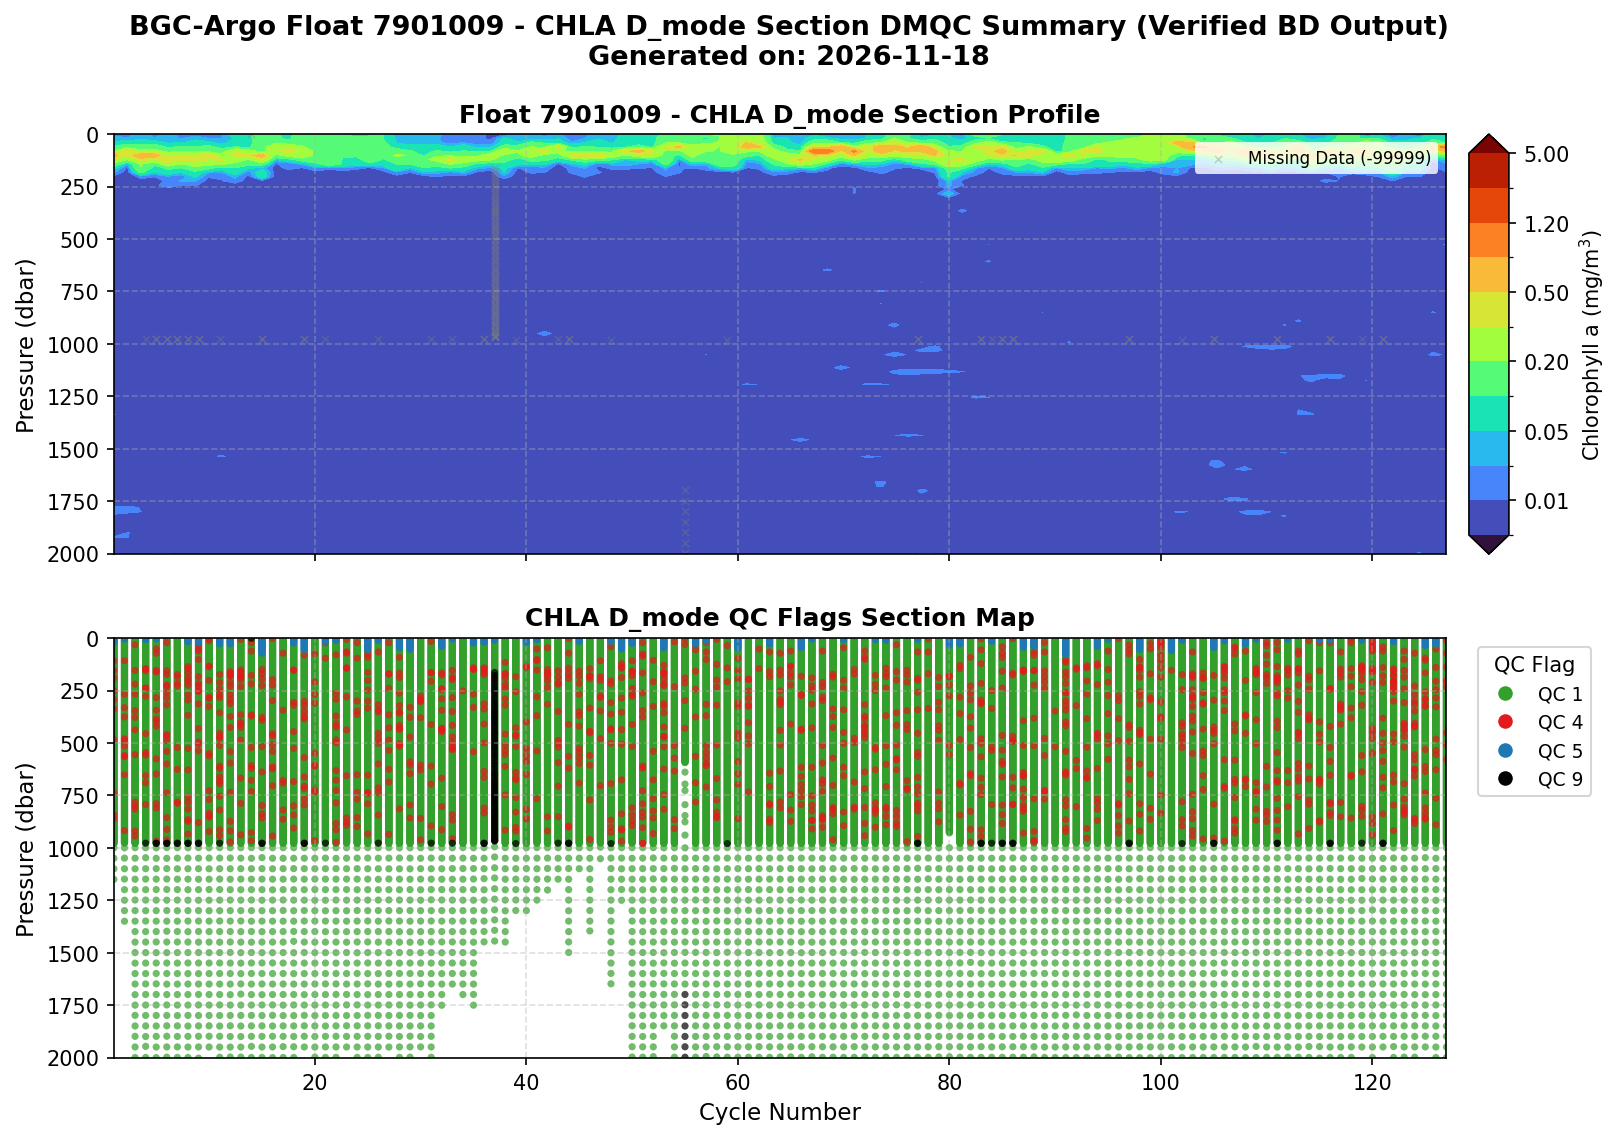 BGC-Argo Float 7901009 - CHLA D_mode Section DMQC Summary (Verified BD Output)
Generated on: 2026-11-18
Float 7901009 - CHLA D_mode Section Profile
Pressure (dbar)
0
250
500
750
1000
1250
1500
1750
2000
Missing Data (-99999)
5.00
1.20
0.50
0.20
0.05
0.01
Chlorophyll a (mg/m³)
CHLA D_mode QC Flags Section Map
Pressure (dbar)
0
250
500
750
1000
1250
1500
1750
2000
20 40 60 80 100 120
Cycle Number
QC Flag
QC 1
QC 4
QC 5
QC 9